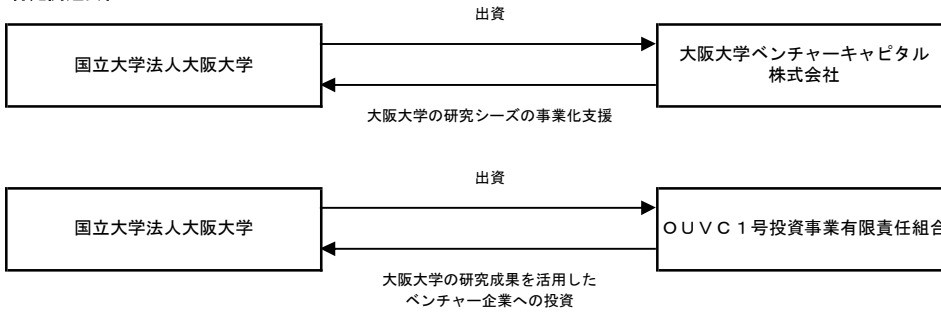 出資
国立大学法人大阪大学
大阪大学ベンチャーキャピタル
株式会社
大阪大学の研究シーズの事業化支援
出資
国立大学法人大阪大学
OUVC1号投資事業有限責任組合
大阪大学の研究成果を活用した
ベンチャー企業への投資